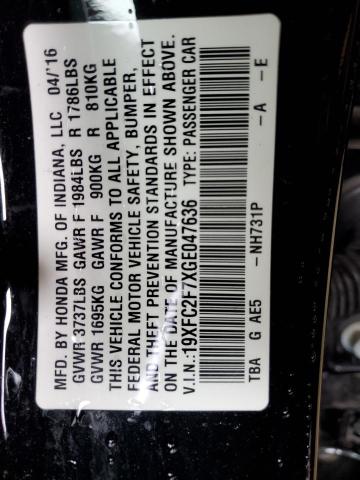 MFD. BY HONDA MFG. OF INDIANA, LLC 04/'16
GVWR 3737LBS GAWR F 1984LBS R 1786LBS
GVWR 1695KG GAWR F 900KG R 810KG
THIS VEHICLE CONFORMS TO ALL APPLICABLE
FEDERAL MOTOR VEHICLE SAFETY, BUMPER,
AND THEFT PREVENTION STANDARDS IN EFFECT
ON THE DATE OF MANUFACTURE SHOWN ABOVE.
V.I.N.: 19XFC2F7XGE047636 TYPE: PASSENGER CAR
TBA G AE5 -NH731P -A -E